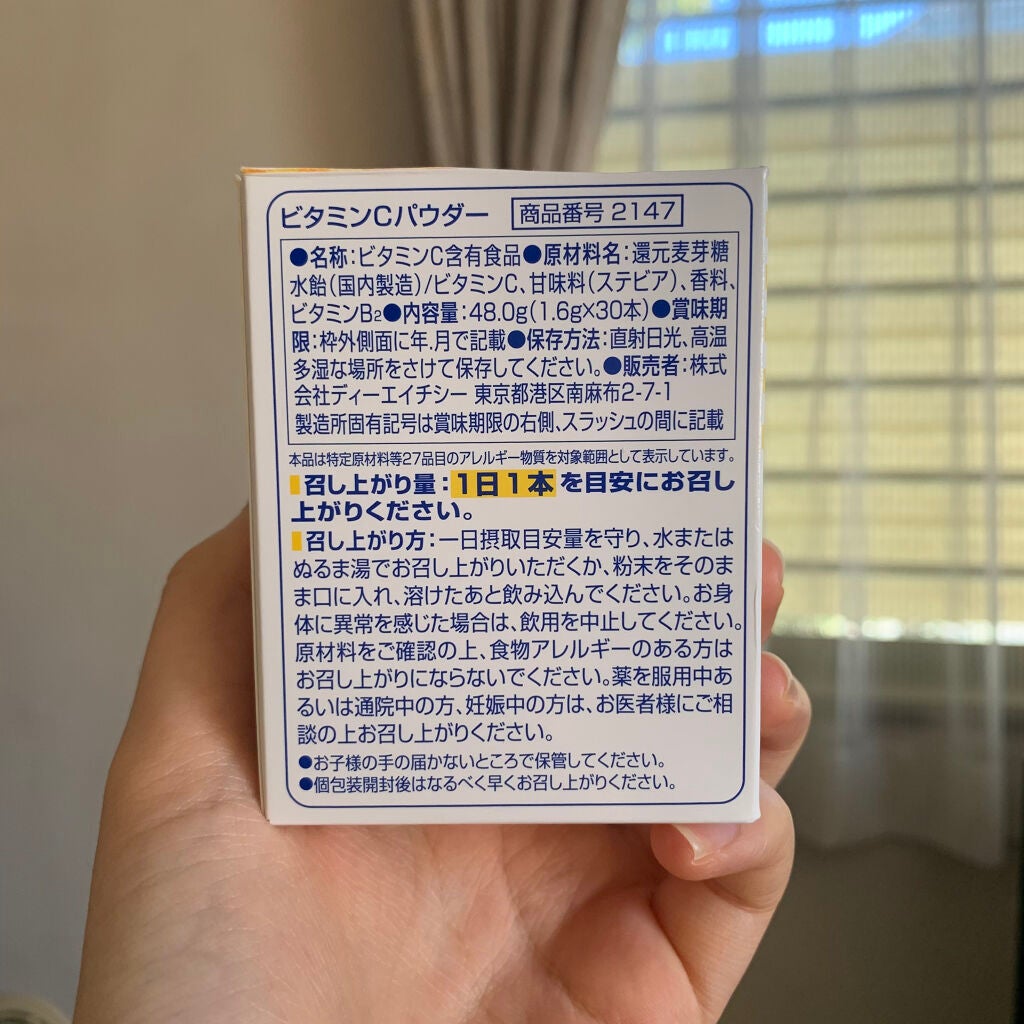 ビタミンCパウダー 商品番号 2147
●名称:ビタミンC含有食品●原材料名:還元麦芽糖
水飴(国内製造)/ビタミンC、甘味料(ステビア)、香料、
ビタミンB2●内容量:48.0g(1.6g×30本)●賞味期
限:枠外側面に年.月で記載●保存方法:直射日光、高温
多湿な場所をさけて保存してください。●販売者:株式
会社ディーエイチシー 東京都港区南麻布2-7-1
製造所固有記号は賞味期限の右側、スラッシュの間に記載
本品は特定原材料等27品目のアレルギー物質を対象範囲として表示しています。
召し上がり量:1日1本を目安にお召し
上がりください。
召し上がり方:一日摂取目安量を守り、水または
ぬるま湯でお召し上がりいただくか、粉末をそのま
ま口に入れ、溶けたあと飲み込んでください。お身
体に異常を感じた場合は、飲用を中止してください。
原材料をご確認の上、食物アレルギーのある方は
お召し上がりにならないでください。薬を服用中あ
るいは通院中の方、妊娠中の方は、お医者様にご相
談の上お召し上がりください。
●お子様の手の届かないところで保管してください。
●個包装開封後はなるべく早くお召し上がりください。